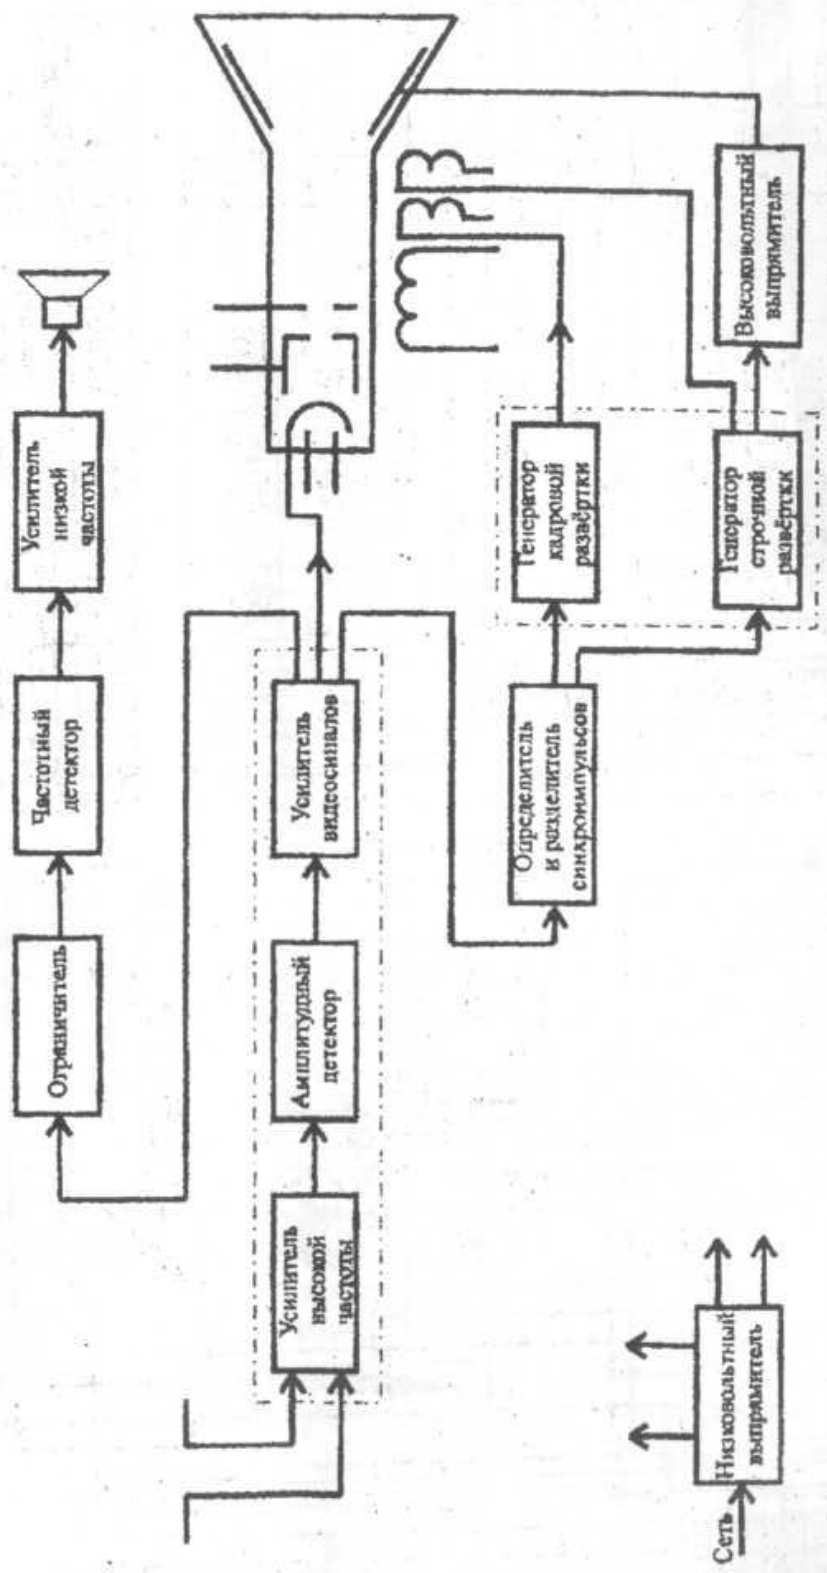 Усилитель
низкой
частоты
Частотный
детектор
Ограничитель
Усилитель
видеосигналов
Амплитудный
детектор
Усилитель
высокой
частоты
Высоковольтный
выпрямитель
Генератор
кадровой
развёртки
Генератор
строчной
развёртки
Определитель
и разделитель
синхроимпульсов
Низковольтный
выпрямитель
Сеть